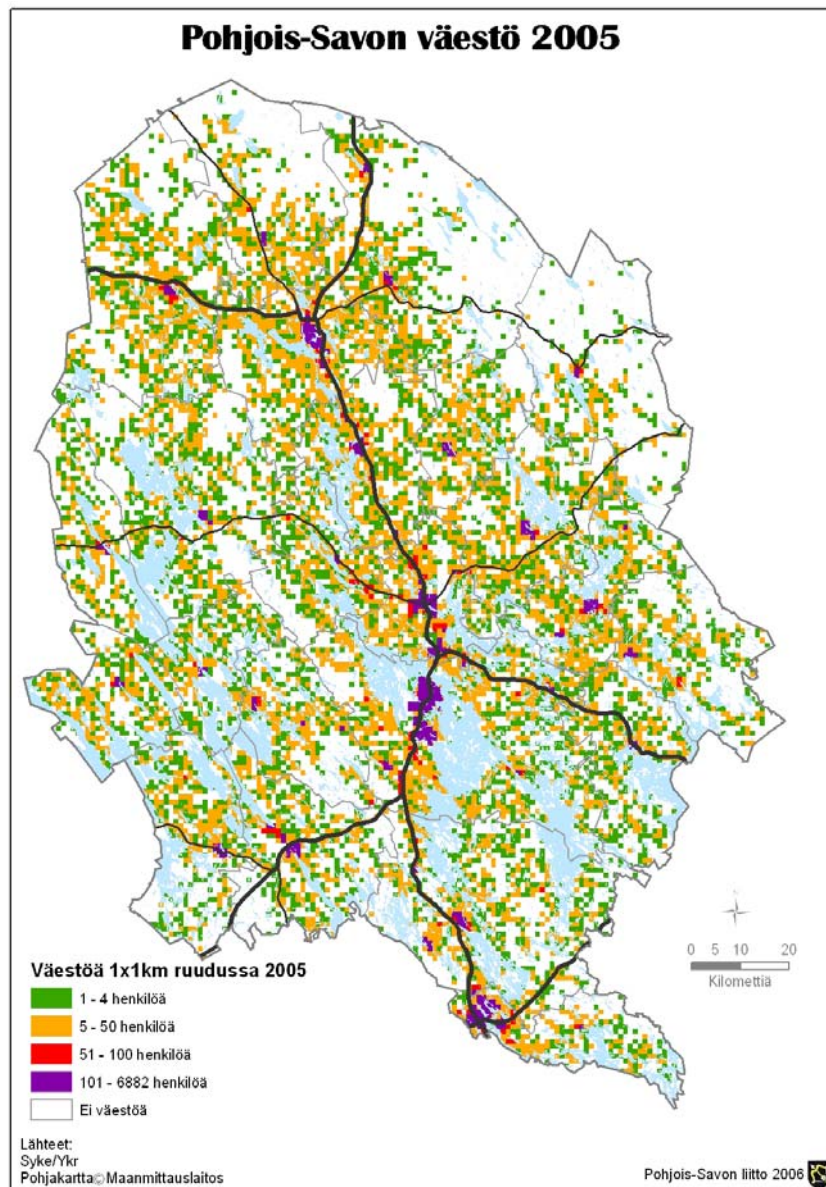 Pohjois-Savon väestö 2005
0 5 10 20
Kilometriä
Väestöä 1x1km ruudussa 2005
1 - 4 henkilöä
5 - 50 henkilöä
51 - 100 henkilöä
101 - 6882 henkilöä
Ei väestöä
Lähteet:
Syke/Ykr
Pohjakartta©Maanmittauslaitos
Pohjois-Savon liitto 2006